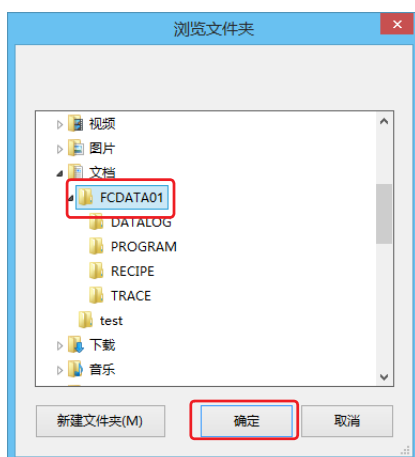 浏览文件夹
视频
图片
文档
FCDATA01
DATALOG
PROGRAM
RECIPE
TRACE
test
下载
音乐
新建文件夹(M) 确定 取消